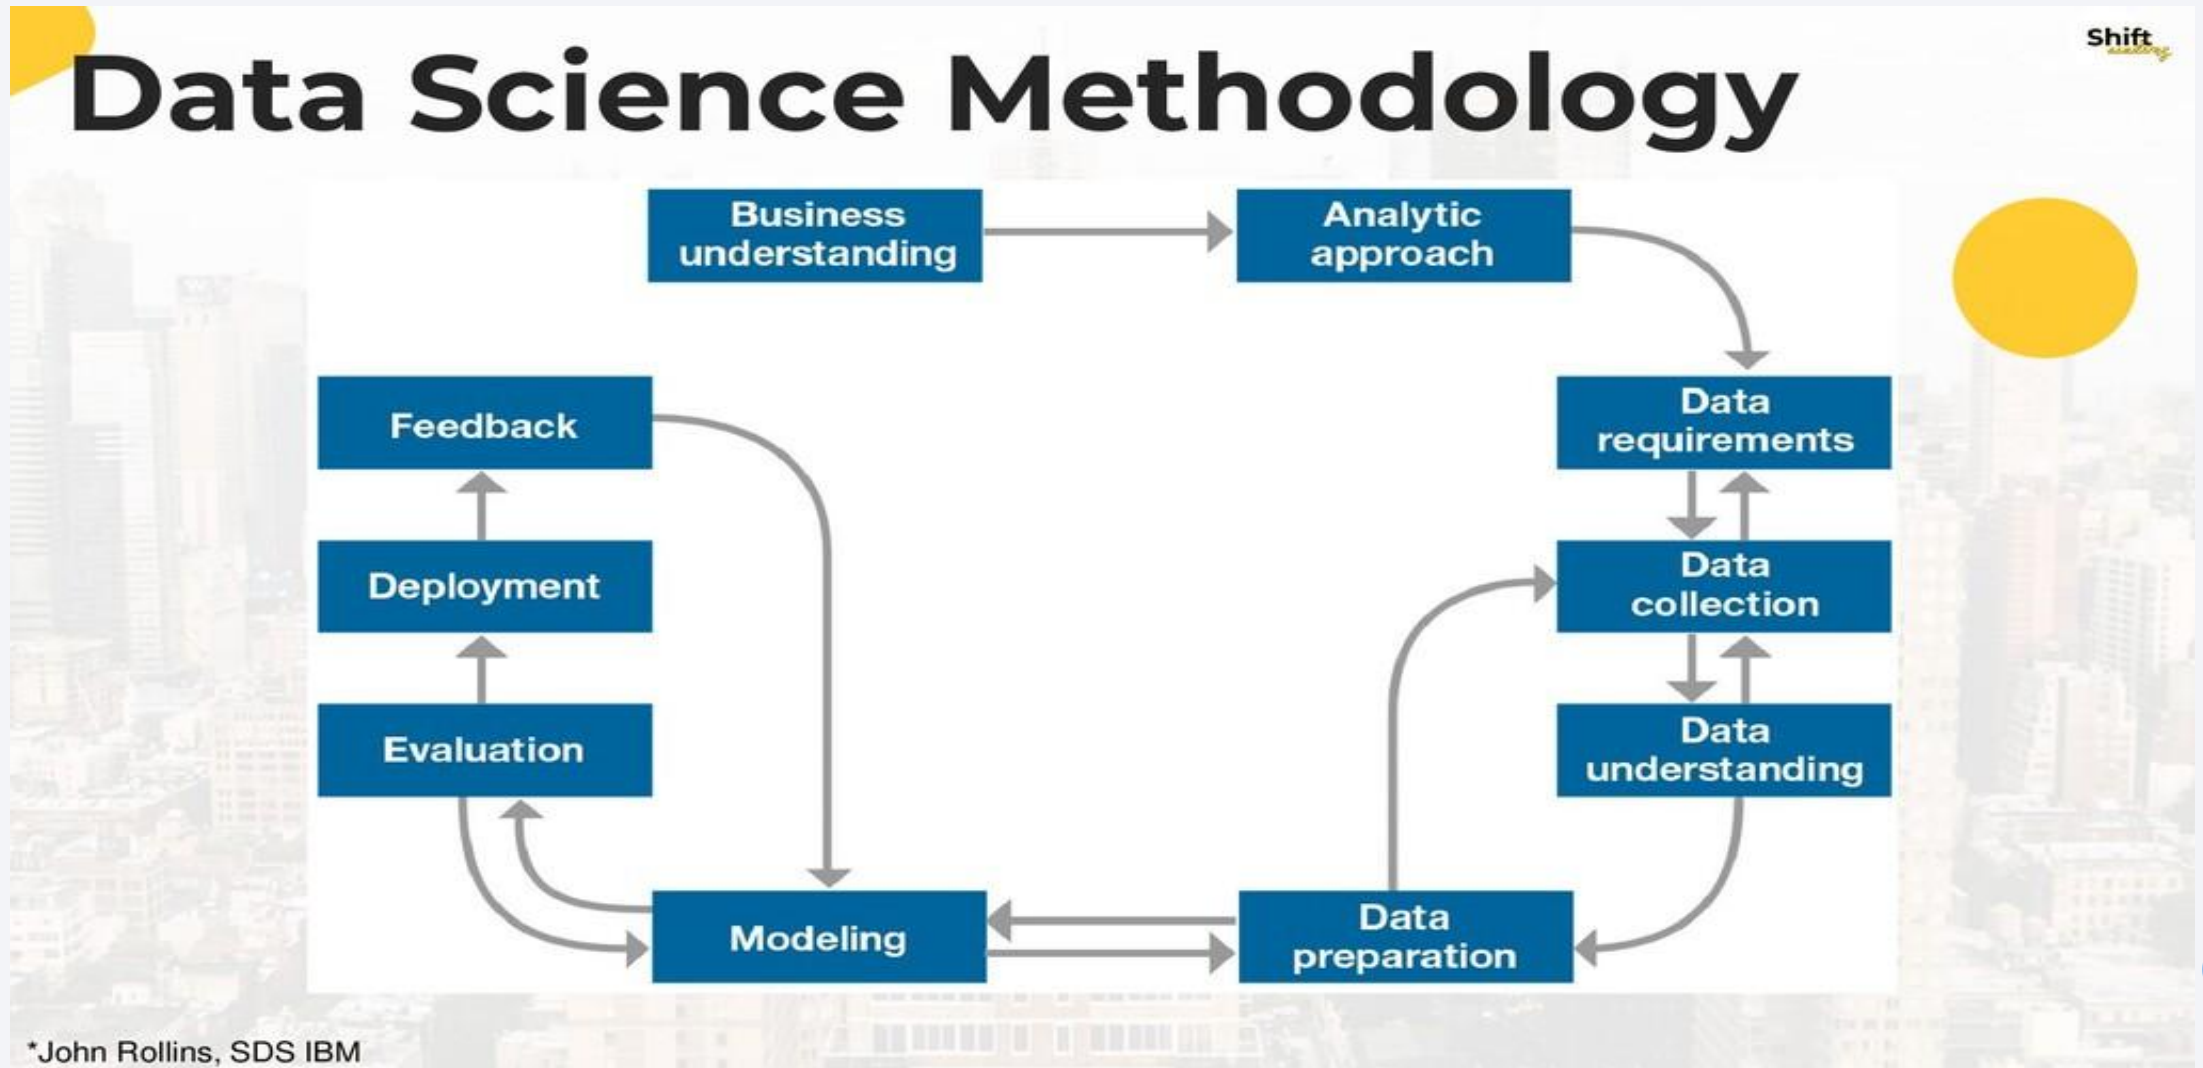 Shift
academy
Data Science Methodology
Business
understanding
Analytic
approach
Feedback
Data
requirements
Deployment
Data
collection
Evaluation
Data
understanding
Modeling
Data
preparation
*John Rollins, SDS IBM